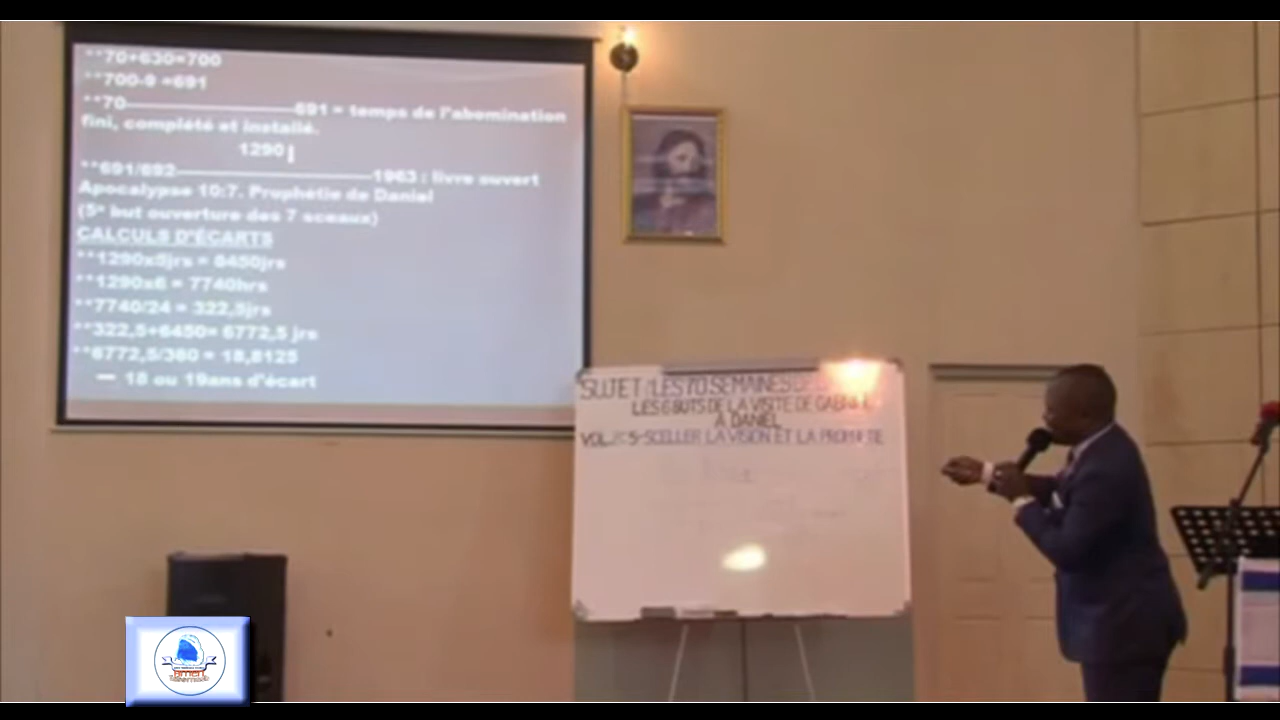 **70+630=700
**700-9 =691
**70——————————691 = temps de l'abomination
fini, complété et installé.
1290
**691/692——————————1963 : livre ouvert
Apocalypse 10:7. Prophétie de Daniel
(5e but ouverture des 7 sceaux)
CALCULS D'ÉCARTS
**1290x5jrs = 6450jrs
**1290x6 = 7740hrs
**7740/24 = 322,5jrs
**322,5+6450= 6772,5 jrs
**6772,5/360 = 18,8125
— 18 ou 19ans d'écart
SUJET : LES 70 SEMAINES DE
LES 6 BUTS DE LA VISITE DE
À DANIEL
5-SCELLER LA VISION ET LA PROPHETIE